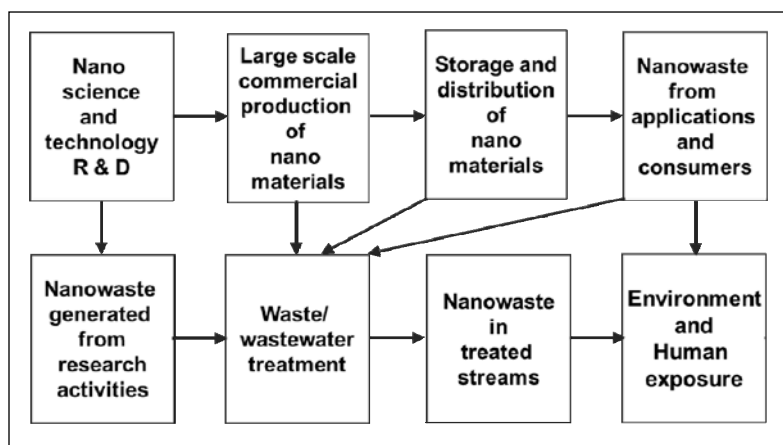 Nano
science
and
technology
R & D
Large scale
commercial
production
of
nano
materials
Storage and
distribution
of
nano
materials
Nanowaste
from
applications
and
consumers
Nanowaste
generated
from
research
activities
Waste/
wastewater
treatment
Nanowaste
in
treated
streams
Environment
and
Human
exposure